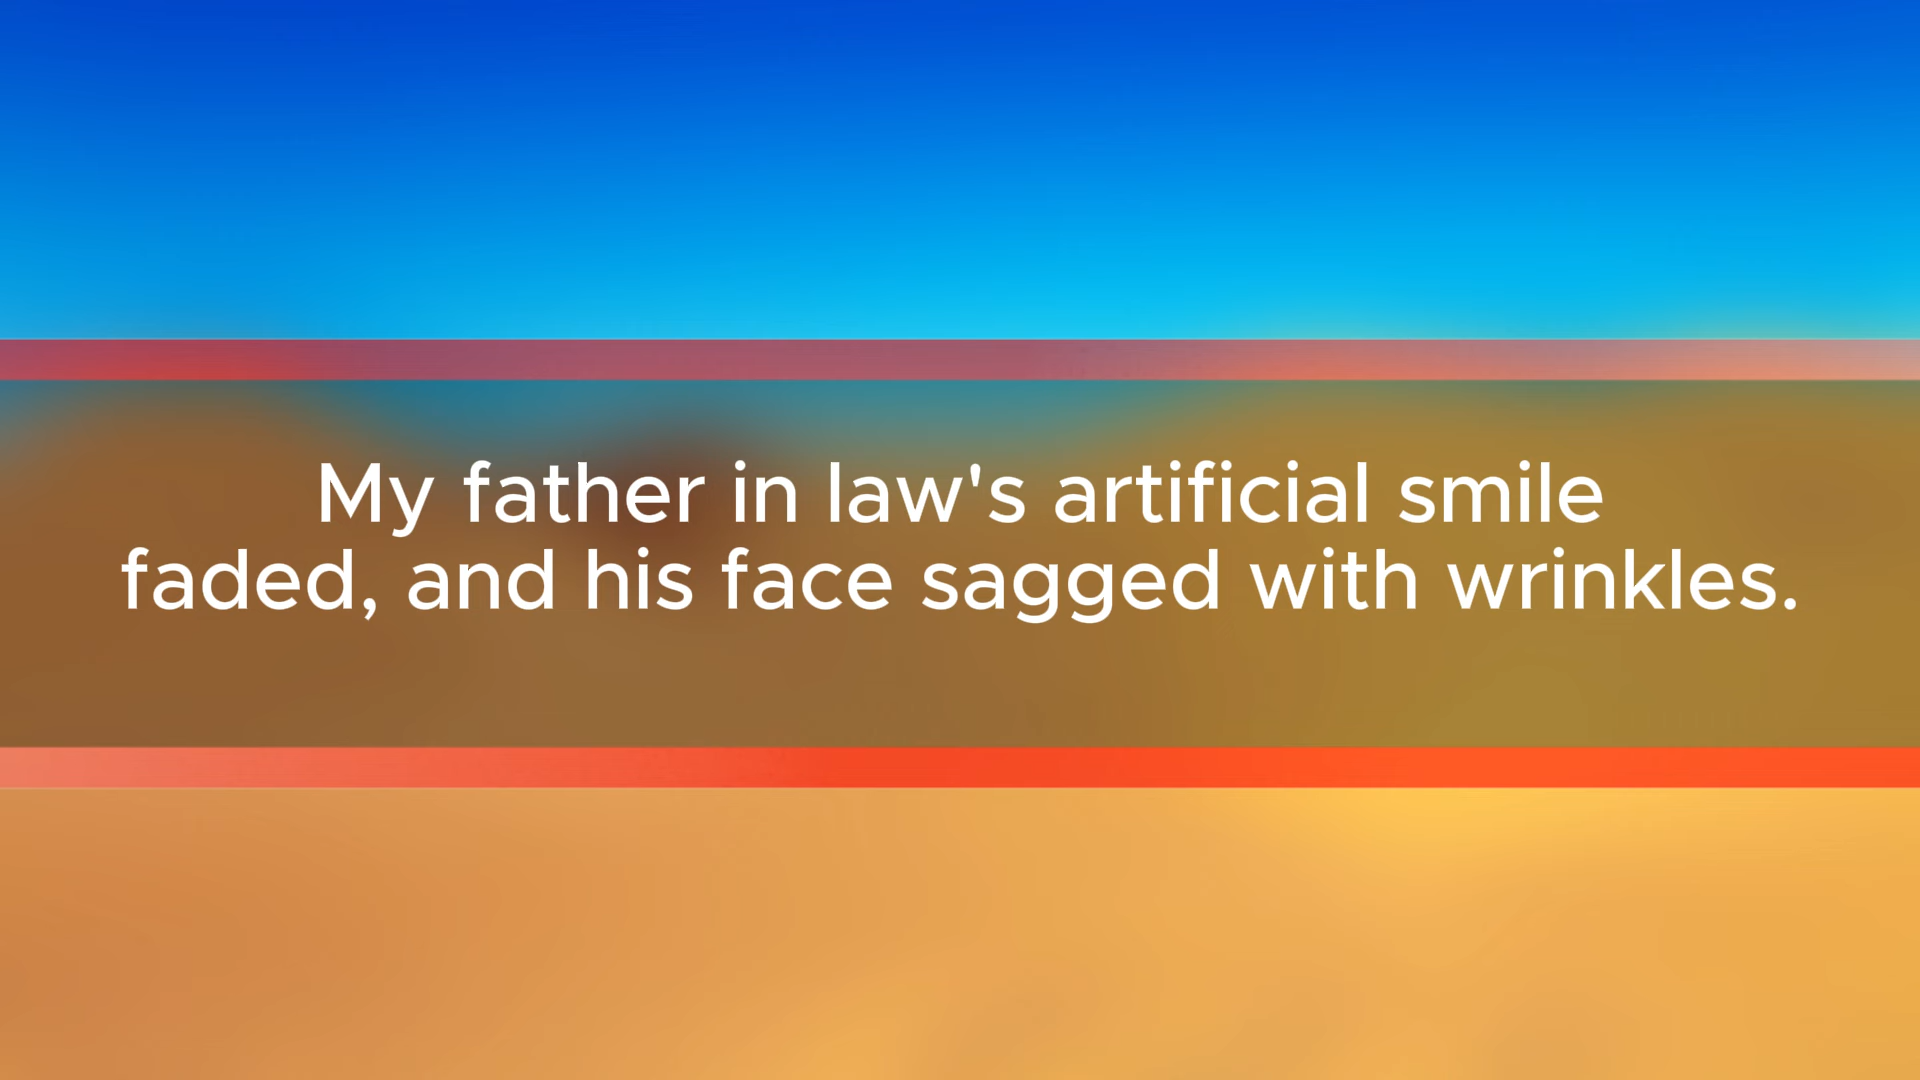 My father in law's artificial smile
faded, and his face sagged with wrinkles.